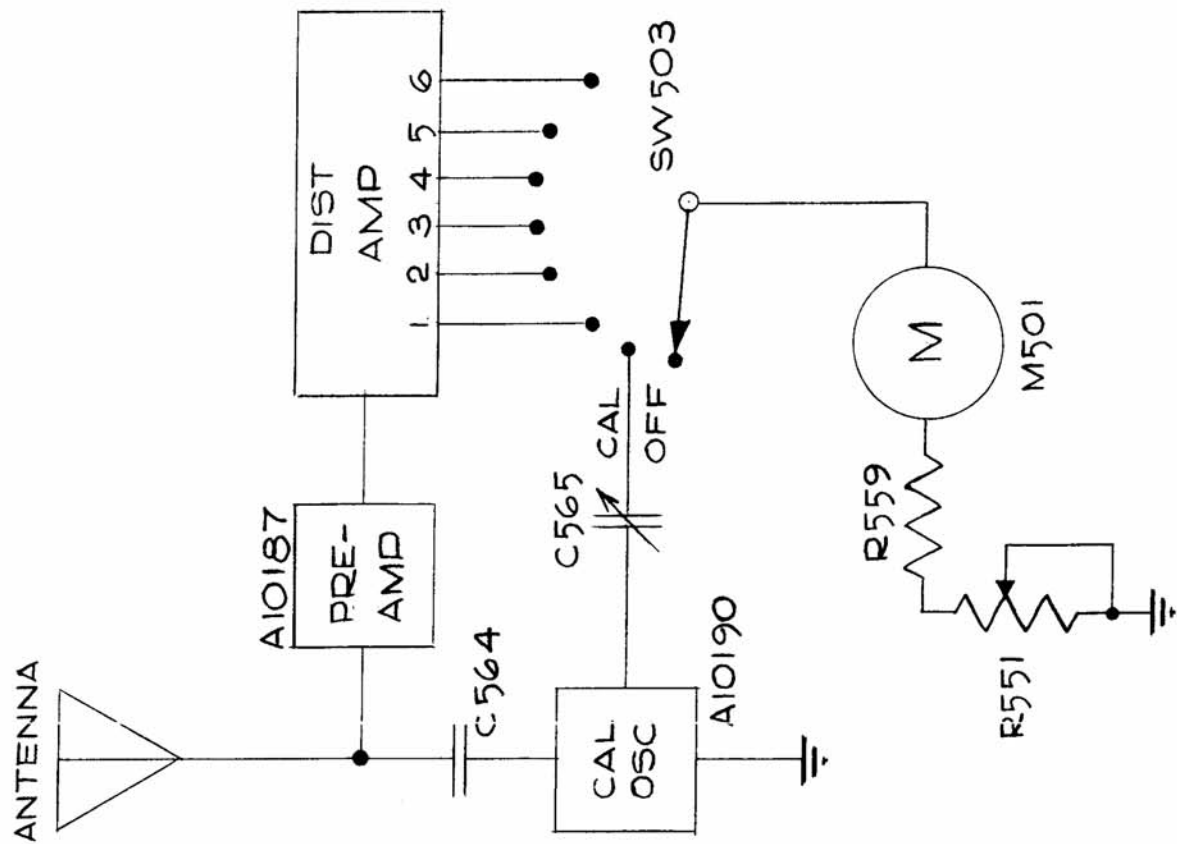 ANTENNA
A10187
PRE-
AMP
DIST
AMP
1 2 3 4 5 6
C564
CAL
OSC
A10190
C565
CAL
OFF
SW503
M
M501
R559
R551